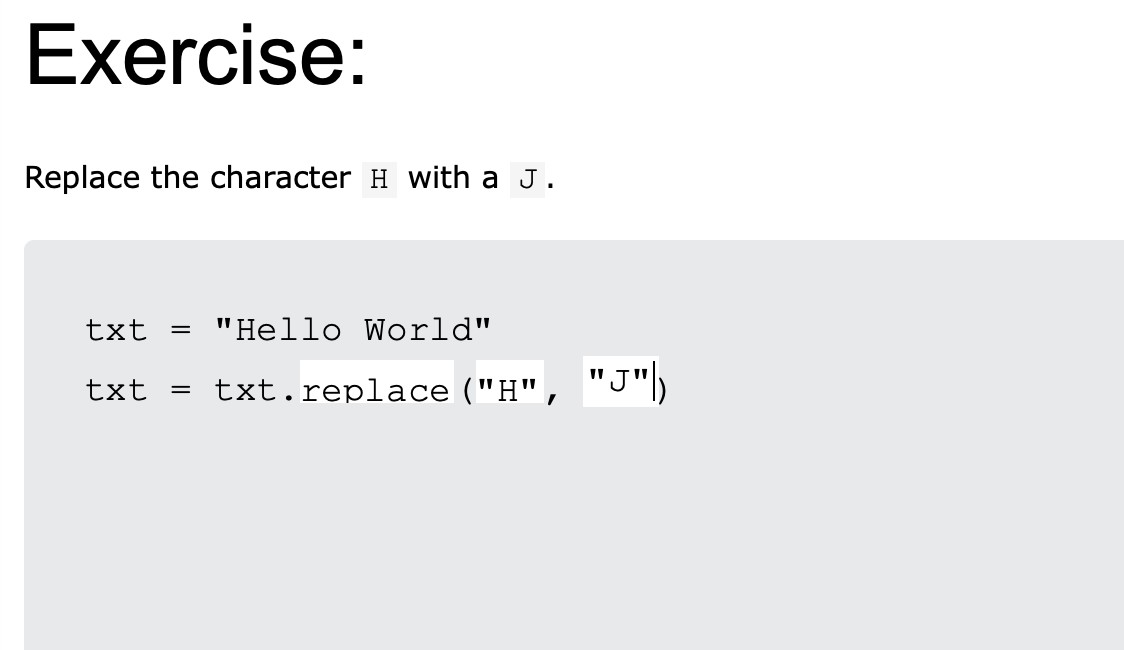 Exercise:
Replace the character H with a J.
txt = "Hello World"
txt = txt.replace("H", "J")